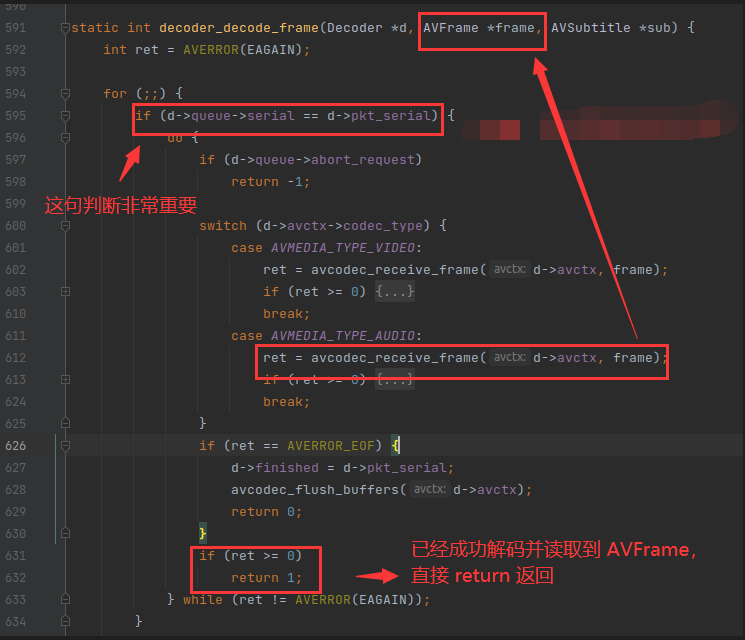 590
591 static int decoder_decode_frame(Decoder *d, AVFrame *frame, AVSubtitle *sub) {
592 int ret = AVERROR(EAGAIN);
593
594 for (;;) {
595 if (d->queue->serial == d->pkt_serial) {
596 do {
597 if (d->queue->abort_request)
598 return -1;
这句判断非常重要
600 switch (d->avctx->codec_type) {
601 case AVMEDIA_TYPE_VIDEO:
602 ret = avcodec_receive_frame( avctx: d->avctx, frame);
603 if (ret >= 0) {...}
610 break;
611 case AVMEDIA_TYPE_AUDIO:
612 ret = avcodec_receive_frame( avctx: d->avctx, frame);
613 if (ret >= 0) {...}
624 break;
625 }
626 if (ret == AVERROR_EOF) {
627 d->finished = d->pkt_serial;
628 avcodec_flush_buffers( avctx: d->avctx);
629 return 0;
630 }
631 if (ret >= 0)
632 return 1;
已经成功解码并读取到 AVFrame,
直接 return 返回
633 } while (ret != AVERROR(EAGAIN));
634 }